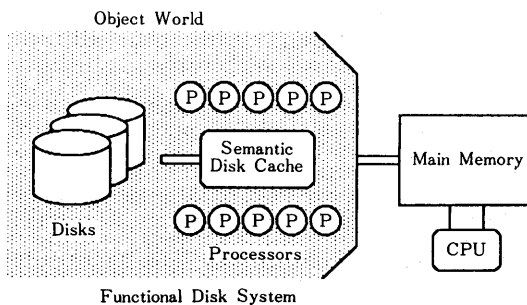 Object World
P P P P P
Semantic
Disk Cache
Main Memory
P P P P P
Disks
Processors
CPU
Functional Disk System